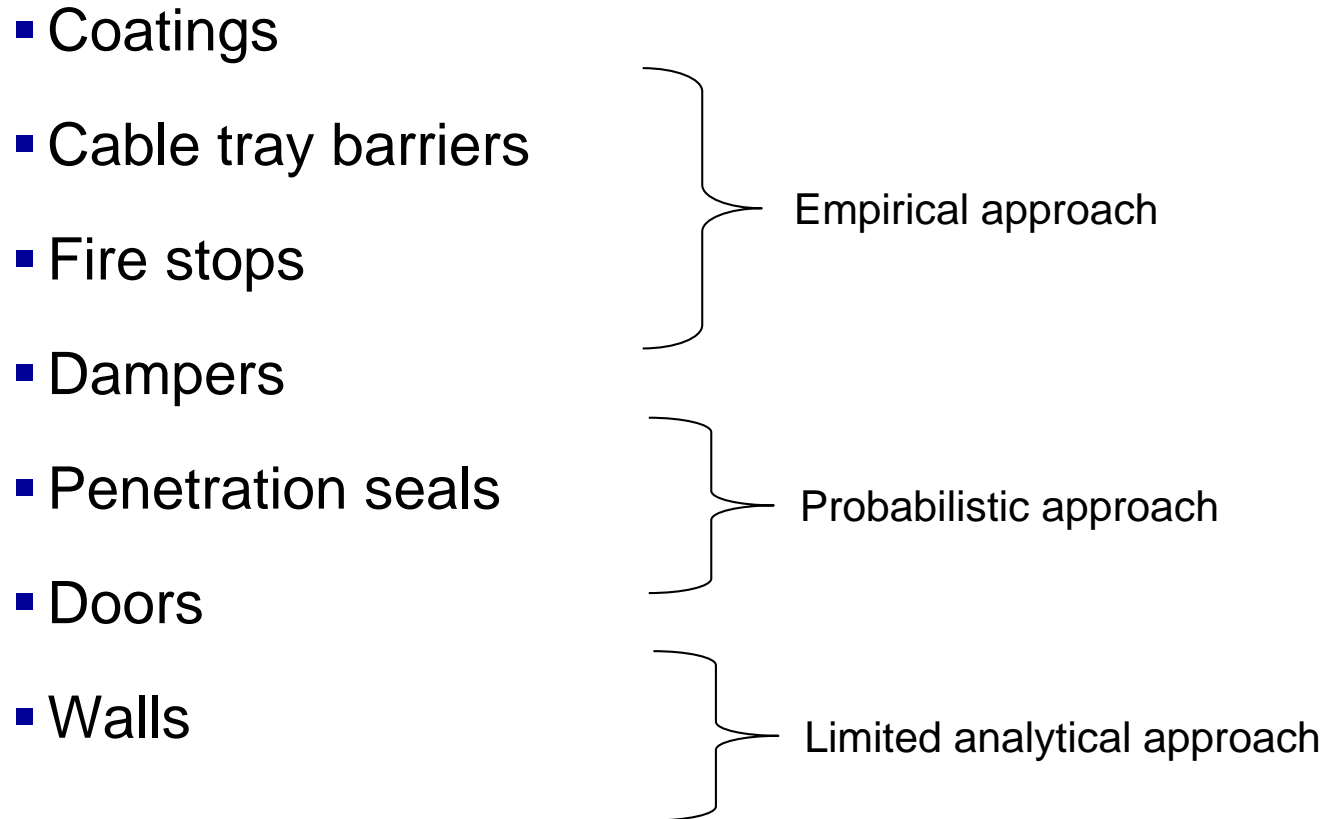 ▪ Coatings
▪ Cable tray barriers
Empirical approach
▪ Fire stops
▪ Dampers
▪ Penetration seals
Probabilistic approach
▪ Doors
▪ Walls
Limited analytical approach